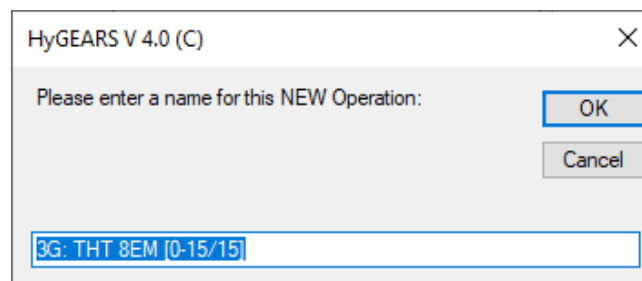 HyGEARS V 4.0 (C)
Please enter a name for this NEW Operation:
OK
Cancel
3G: THT 8EM [0-15/15]